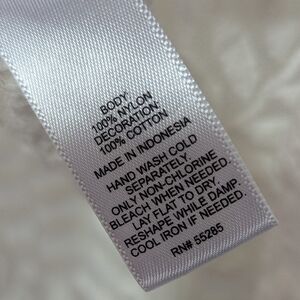 BODY:
100% NYLON
DECORATION:
100% COTTON
MADE IN INDONESIA
HAND WASH COLD
SEPARATELY.
ONLY NON-CHLORINE
BLEACH WHEN NEEDED.
LAY FLAT TO DRY.
RESHAPE WHILE DAMP.
COOL IRON IF NEEDED.
RN# 55285